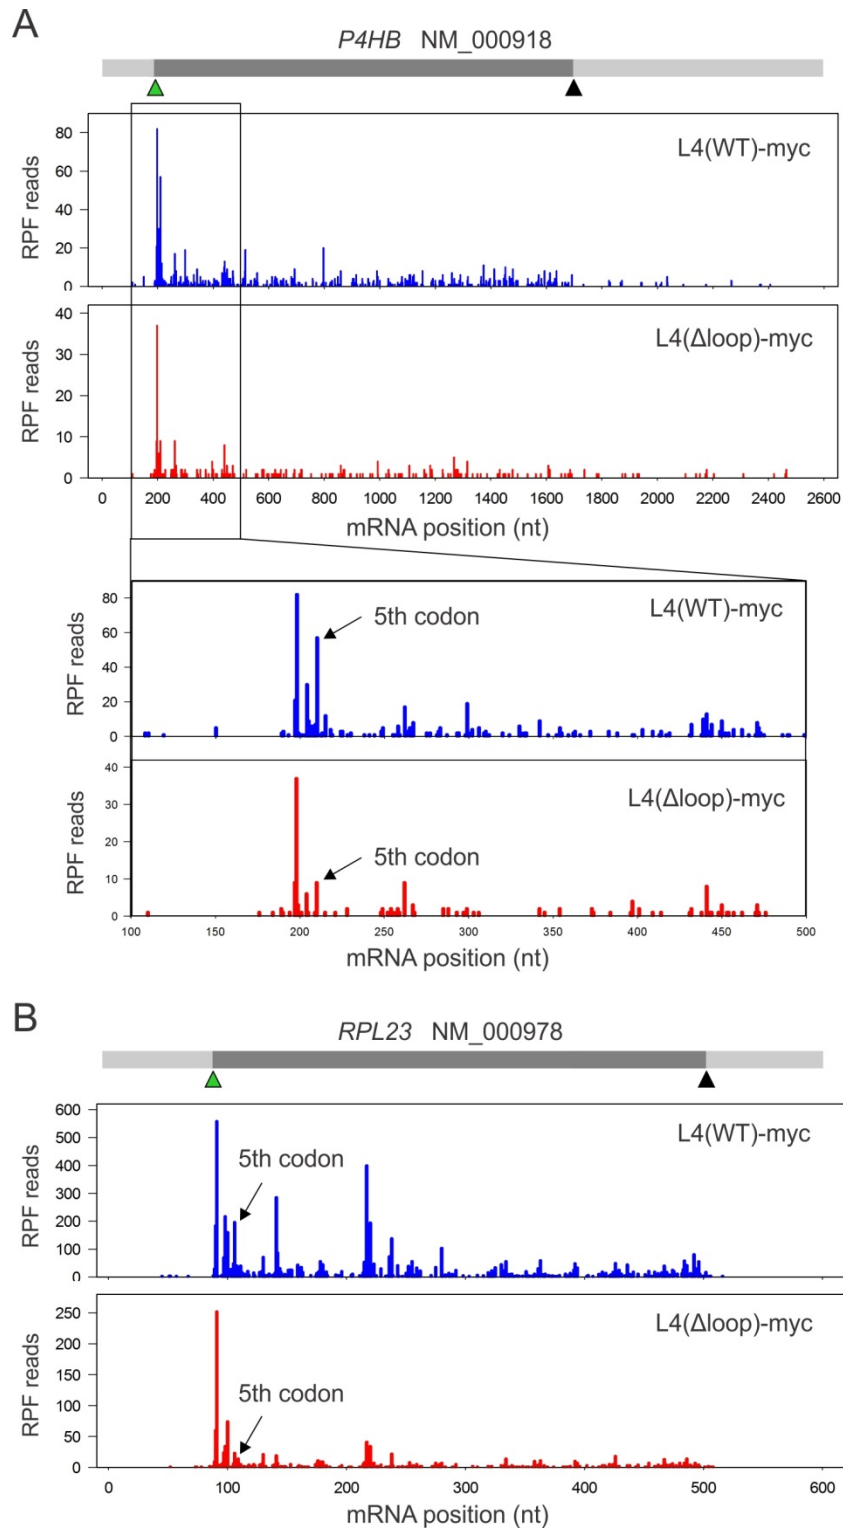 A
P4HB NM_000918
RPF reads
80
60
40
20
0
L4(WT)-myc
RPF reads
40
30
20
10
0
L4(Δloop)-myc
0 200 400 600 800 1000 1200 1400 1600 1800 2000 2200 2400 2600
mRNA position (nt)
RPF reads
80
60
40
20
0
L4(WT)-myc
5th codon
RPF reads
40
30
20
10
0
L4(Δloop)-myc
5th codon
100 150 200 250 300 350 400 450 500
mRNA position (nt)
B
RPL23 NM_000978
RPF reads
600
500
400
300
200
100
0
L4(WT)-myc
5th codon
RPF reads
250
200
150
100
50
0
L4(Δloop)-myc
5th codon
0 100 200 300 400 500 600
mRNA position (nt)